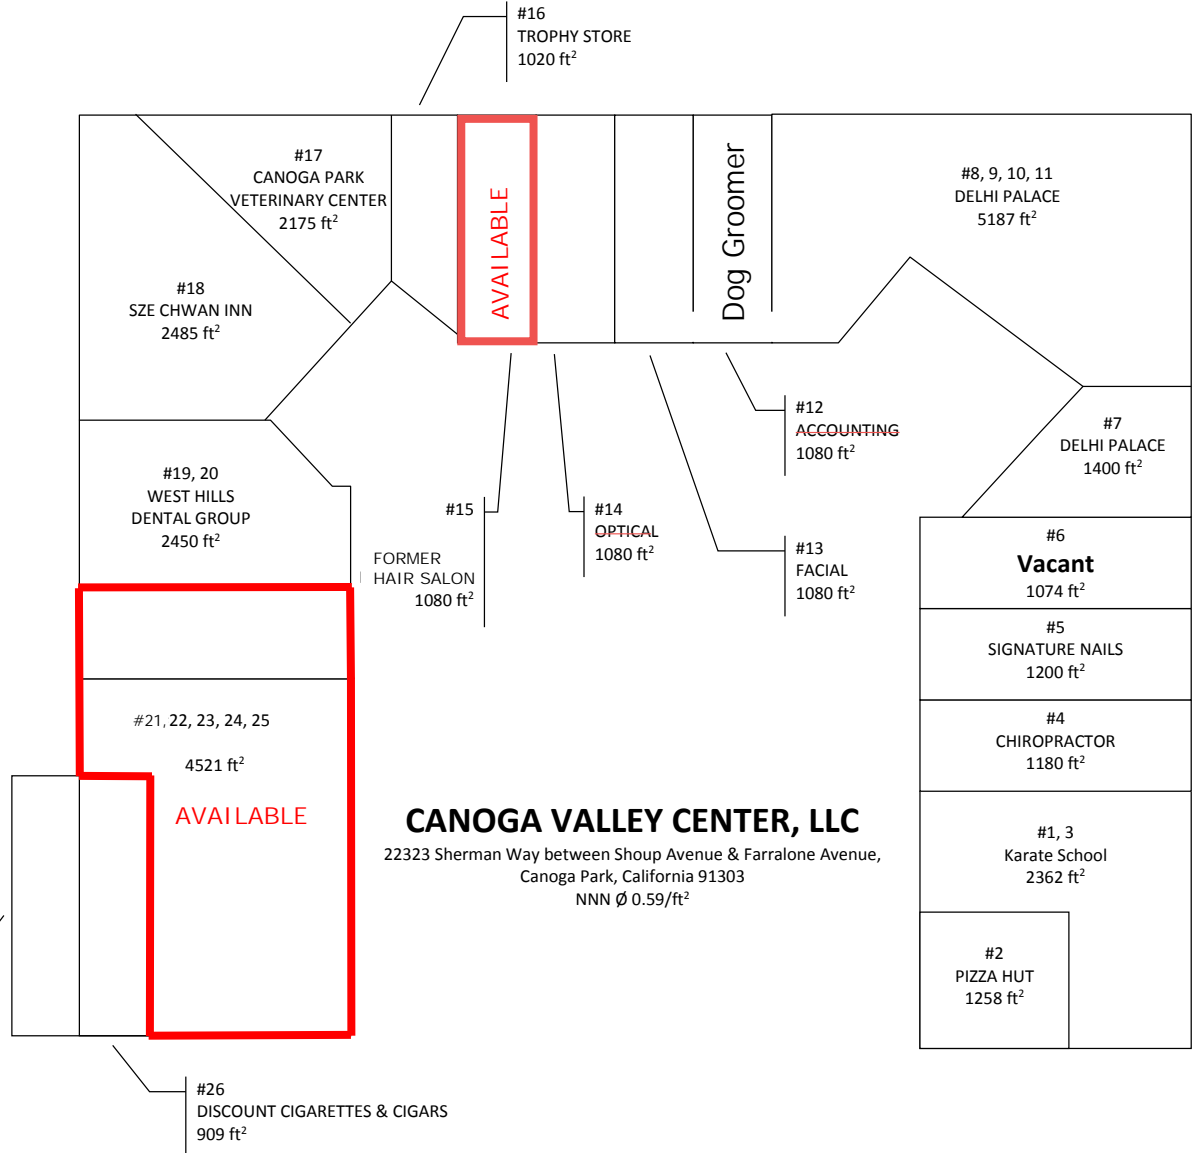 #16
TROPHY STORE
1020 ft²
#17
CANOGA PARK
VETERINARY CENTER
2175 ft²
AVAILABLE
Dog Groomer
#8, 9, 10, 11
DELHI PALACE
5187 ft²
#18
SZE CHWAN INN
2485 ft²
#12
ACCOUNTING
1080 ft²
#7
DELHI PALACE
1400 ft²
#19, 20
WEST HILLS
DENTAL GROUP
2450 ft²
#15
FORMER
HAIR SALON
1080 ft²
#14
OPTICAL
1080 ft²
#13
FACIAL
1080 ft²
#6
Vacant
1074 ft²
#5
SIGNATURE NAILS
1200 ft²
#21, 22, 23, 24, 25
4521 ft²
AVAILABLE
#4
CHIROPRACTOR
1180 ft²
CANOGA VALLEY CENTER, LLC
22323 Sherman Way between Shoup Avenue & Farralone Avenue,
Canoga Park, California 91303
NNN Ø 0.59/ft²
#1, 3
Karate School
2362 ft²
#2
PIZZA HUT
1258 ft²
#26
DISCOUNT CIGARETTES & CIGARS
909 ft²